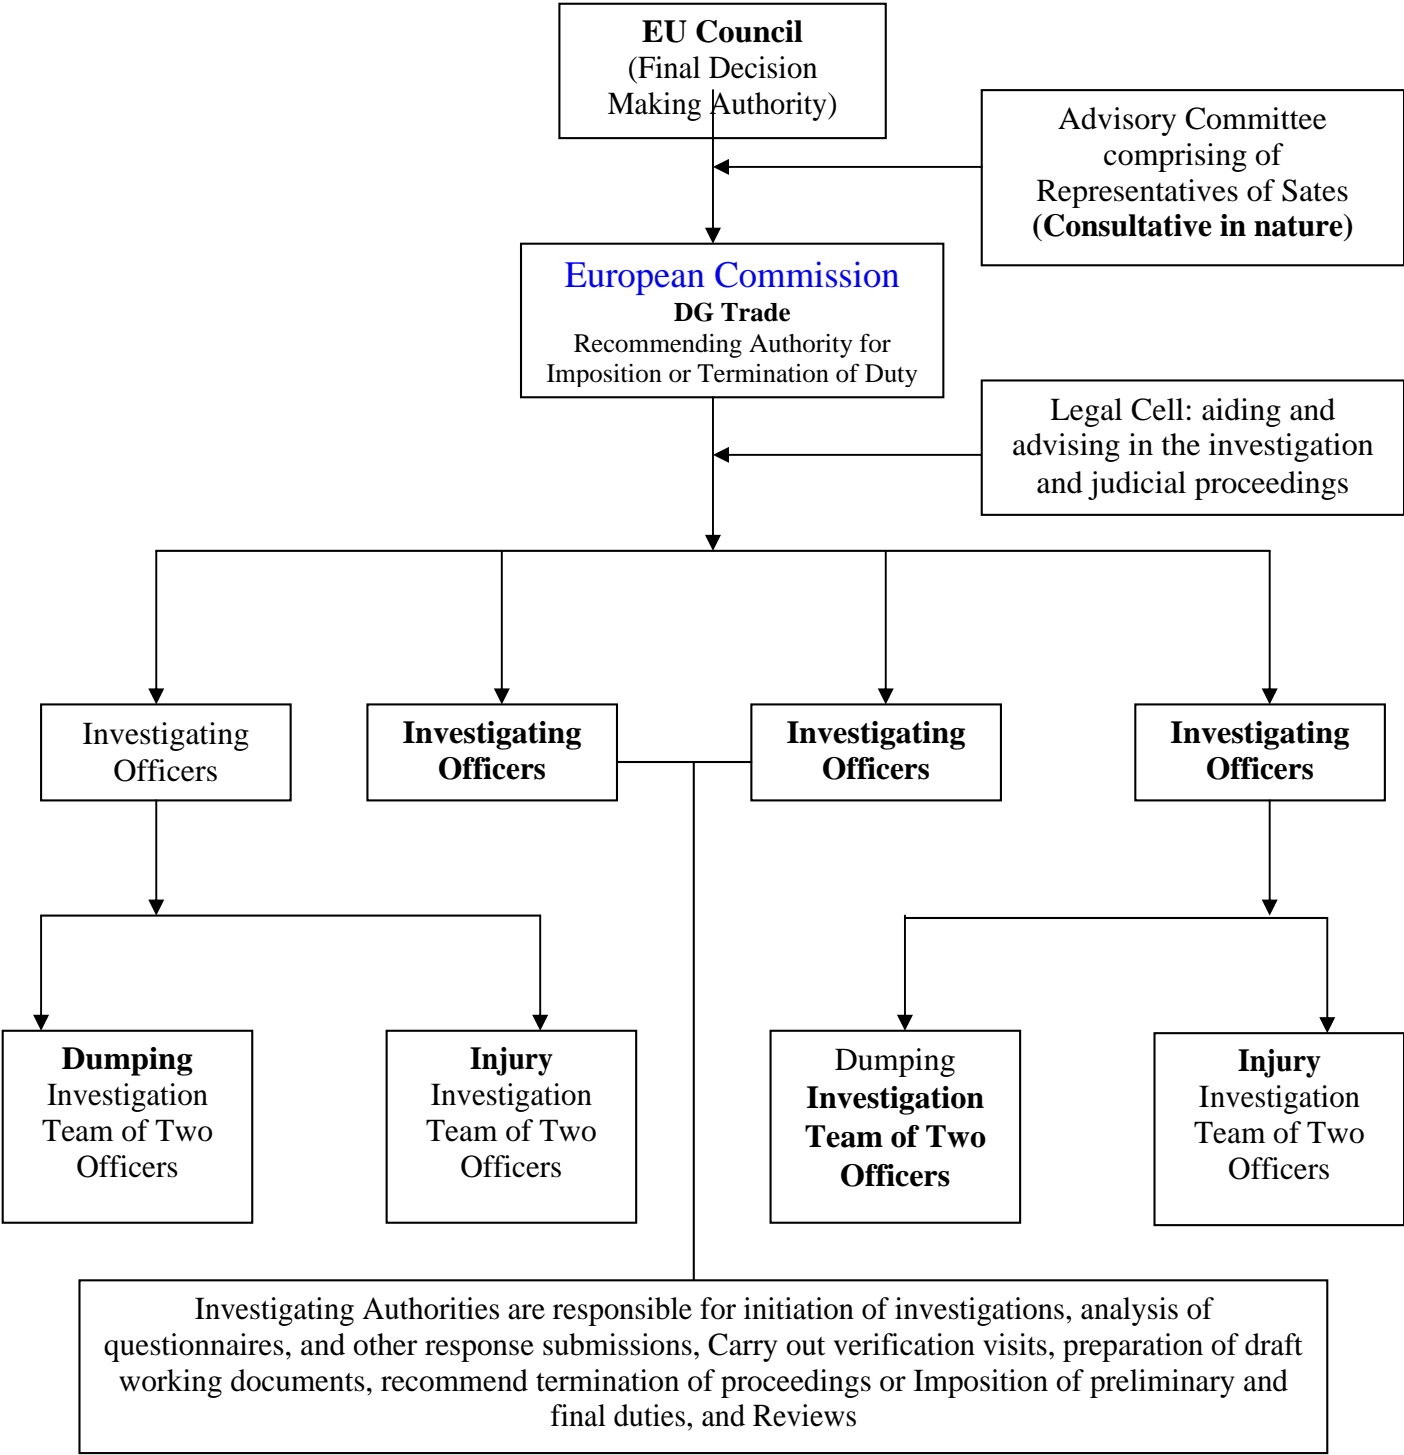 EU Council
(Final Decision
Making Authority)
Advisory Committee
comprising of
Representatives of Sates
(Consultative in nature)
European Commission
DG Trade
Recommending Authority for
Imposition or Termination of Duty
Legal Cell: aiding and
advising in the investigation
and judicial proceedings
Investigating
Officers
Investigating
Officers
Investigating
Officers
Investigating
Officers
Dumping
Investigation
Team of Two
Officers
Injury
Investigation
Team of Two
Officers
Dumping
Investigation
Team of Two
Officers
Injury
Investigation
Team of Two
Officers
Investigating Authorities are responsible for initiation of investigations, analysis of
questionnaires, and other response submissions, Carry out verification visits, preparation of draft
working documents, recommend termination of proceedings or Imposition of preliminary and
final duties, and Reviews